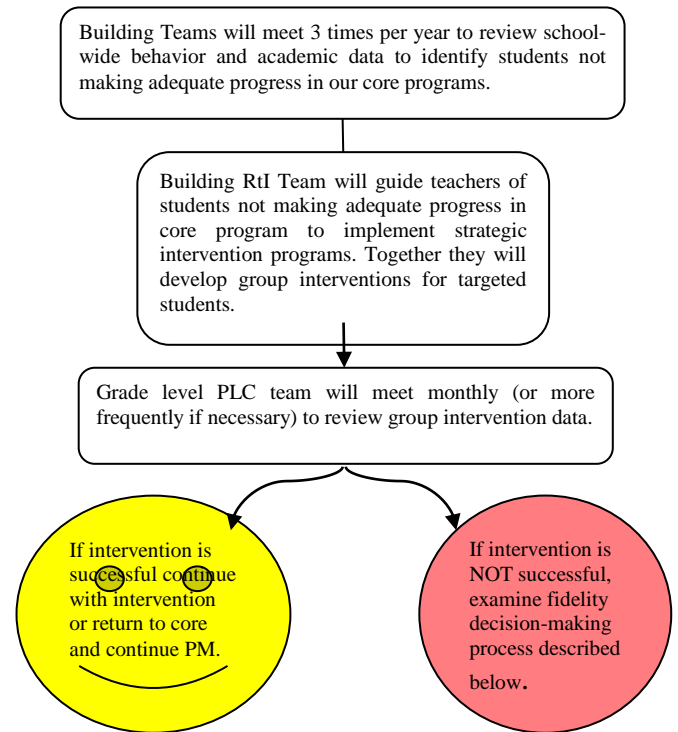 Building Teams will meet 3 times per year to review school-
wide behavior and academic data to identify students not
making adequate progress in our core programs.
Building RtI Team will guide teachers of
students not making adequate progress in
core program to implement strategic
intervention programs. Together they will
develop group interventions for targeted
students.
Grade level PLC team will meet monthly (or more
frequently if necessary) to review group intervention data.
If intervention is
successful continue
with intervention
or return to core
and continue PM.
If intervention is
NOT successful,
examine fidelity
decision-making
process described
below.